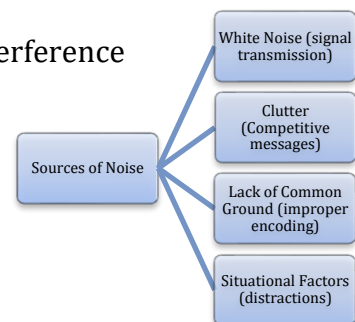 erference
Sources of Noise
White Noise (signal
transmission)
Clutter
(Competitive
messages)
Lack of Common
Ground (improper
encoding)
Situational Factors
(distractions)